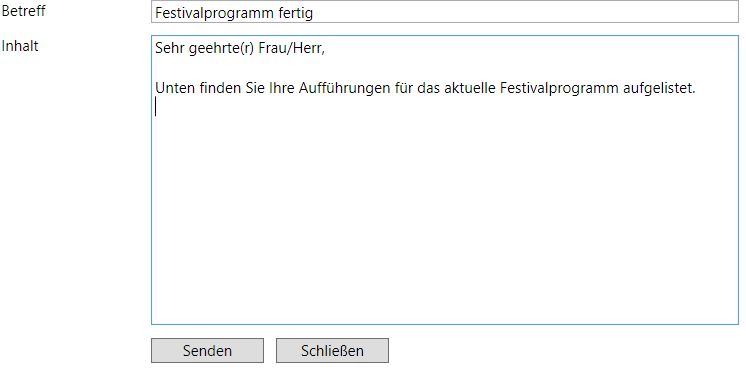 Betreff
Festivalprogramm fertig
Inhalt
Sehr geehrte(r) Frau/Herr,
Unten finden Sie Ihre Aufführungen für das aktuelle Festivalprogramm aufgelistet.
Senden
Schließen